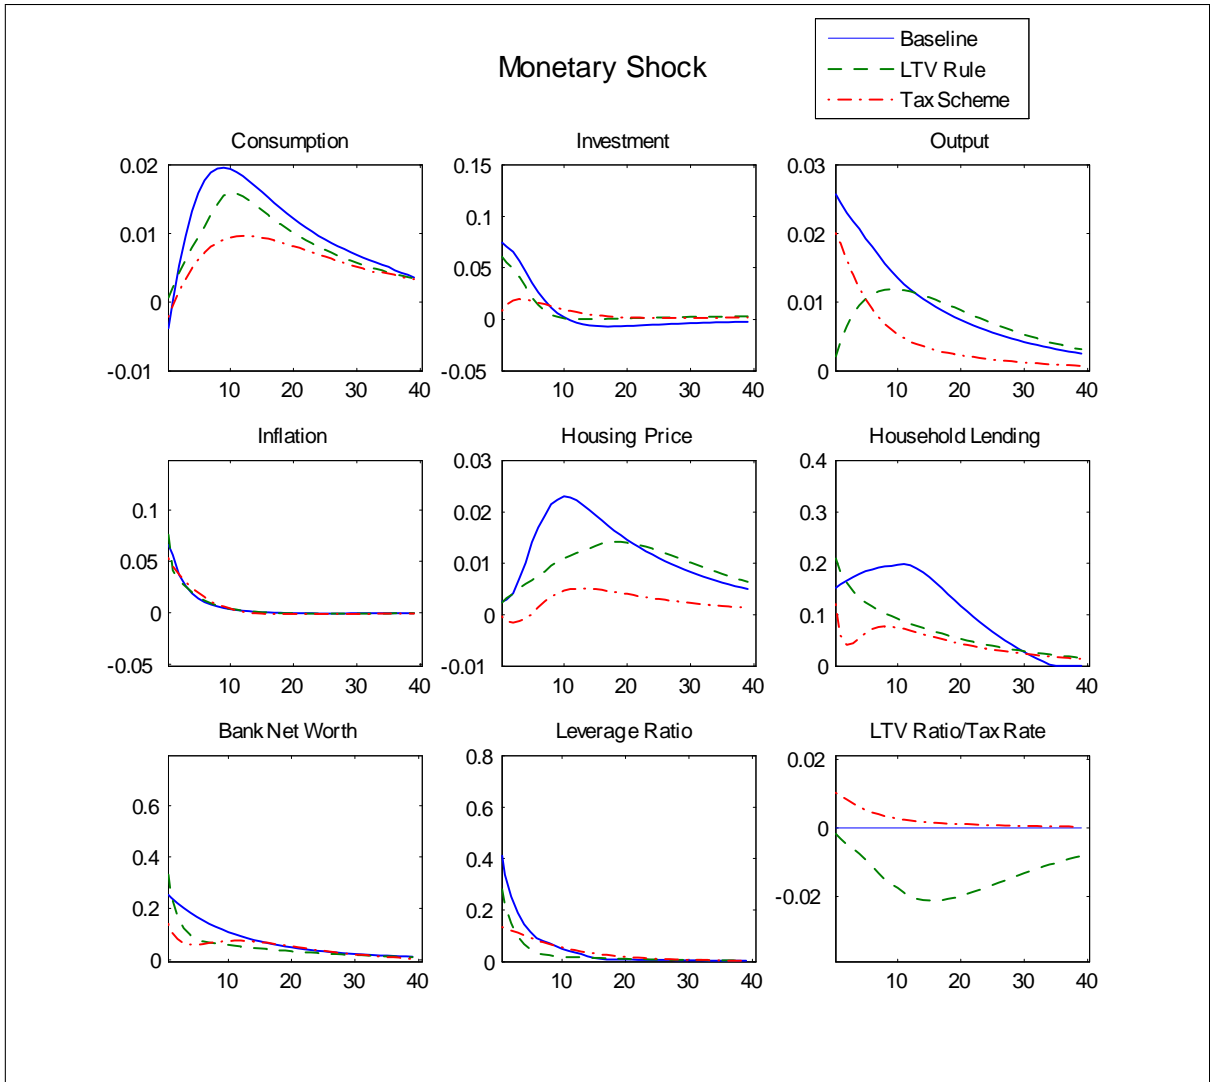 Monetary Shock
Baseline
LTV Rule
Tax Scheme
Consumption
0.02
0.01
0
-0.01
10 20 30 40
Investment
0.15
0.1
0.05
0
-0.05
10 20 30 40
Output
0.03
0.02
0.01
0
10 20 30 40
Inflation
0.1
0.05
0
-0.05
10 20 30 40
Housing Price
0.03
0.02
0.01
0
-0.01
10 20 30 40
Household Lending
0.4
0.3
0.2
0.1
0
10 20 30 40
Bank Net Worth
0.6
0.4
0.2
0
10 20 30 40
Leverage Ratio
0.8
0.6
0.4
0.2
0
10 20 30 40
LTV Ratio/Tax Rate
0.02
0
-0.02
10 20 30 40